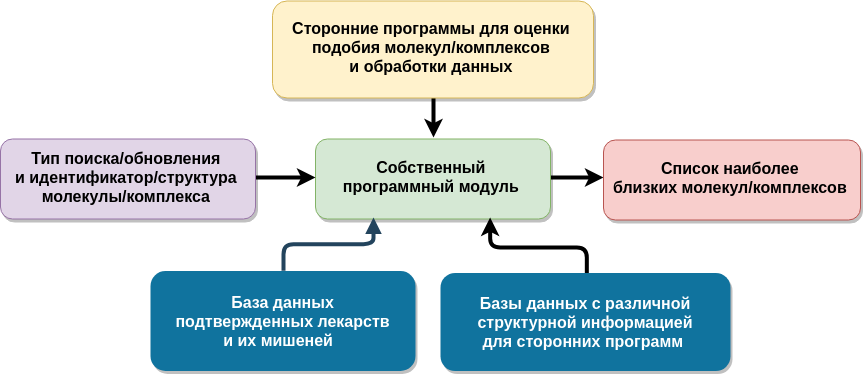 Сторонние программы для оценки
подобия молекул/комплексов
и обработки данных
Тип поиска/обновления
и идентификатор/структура
молекулы/комплекса
Собственный
программный модуль
Список наиболее
близких молекул/комплексов
База данных
подтвержденных лекарств
и их мишеней
Базы данных с различной
структурной информацией
для сторонних программ